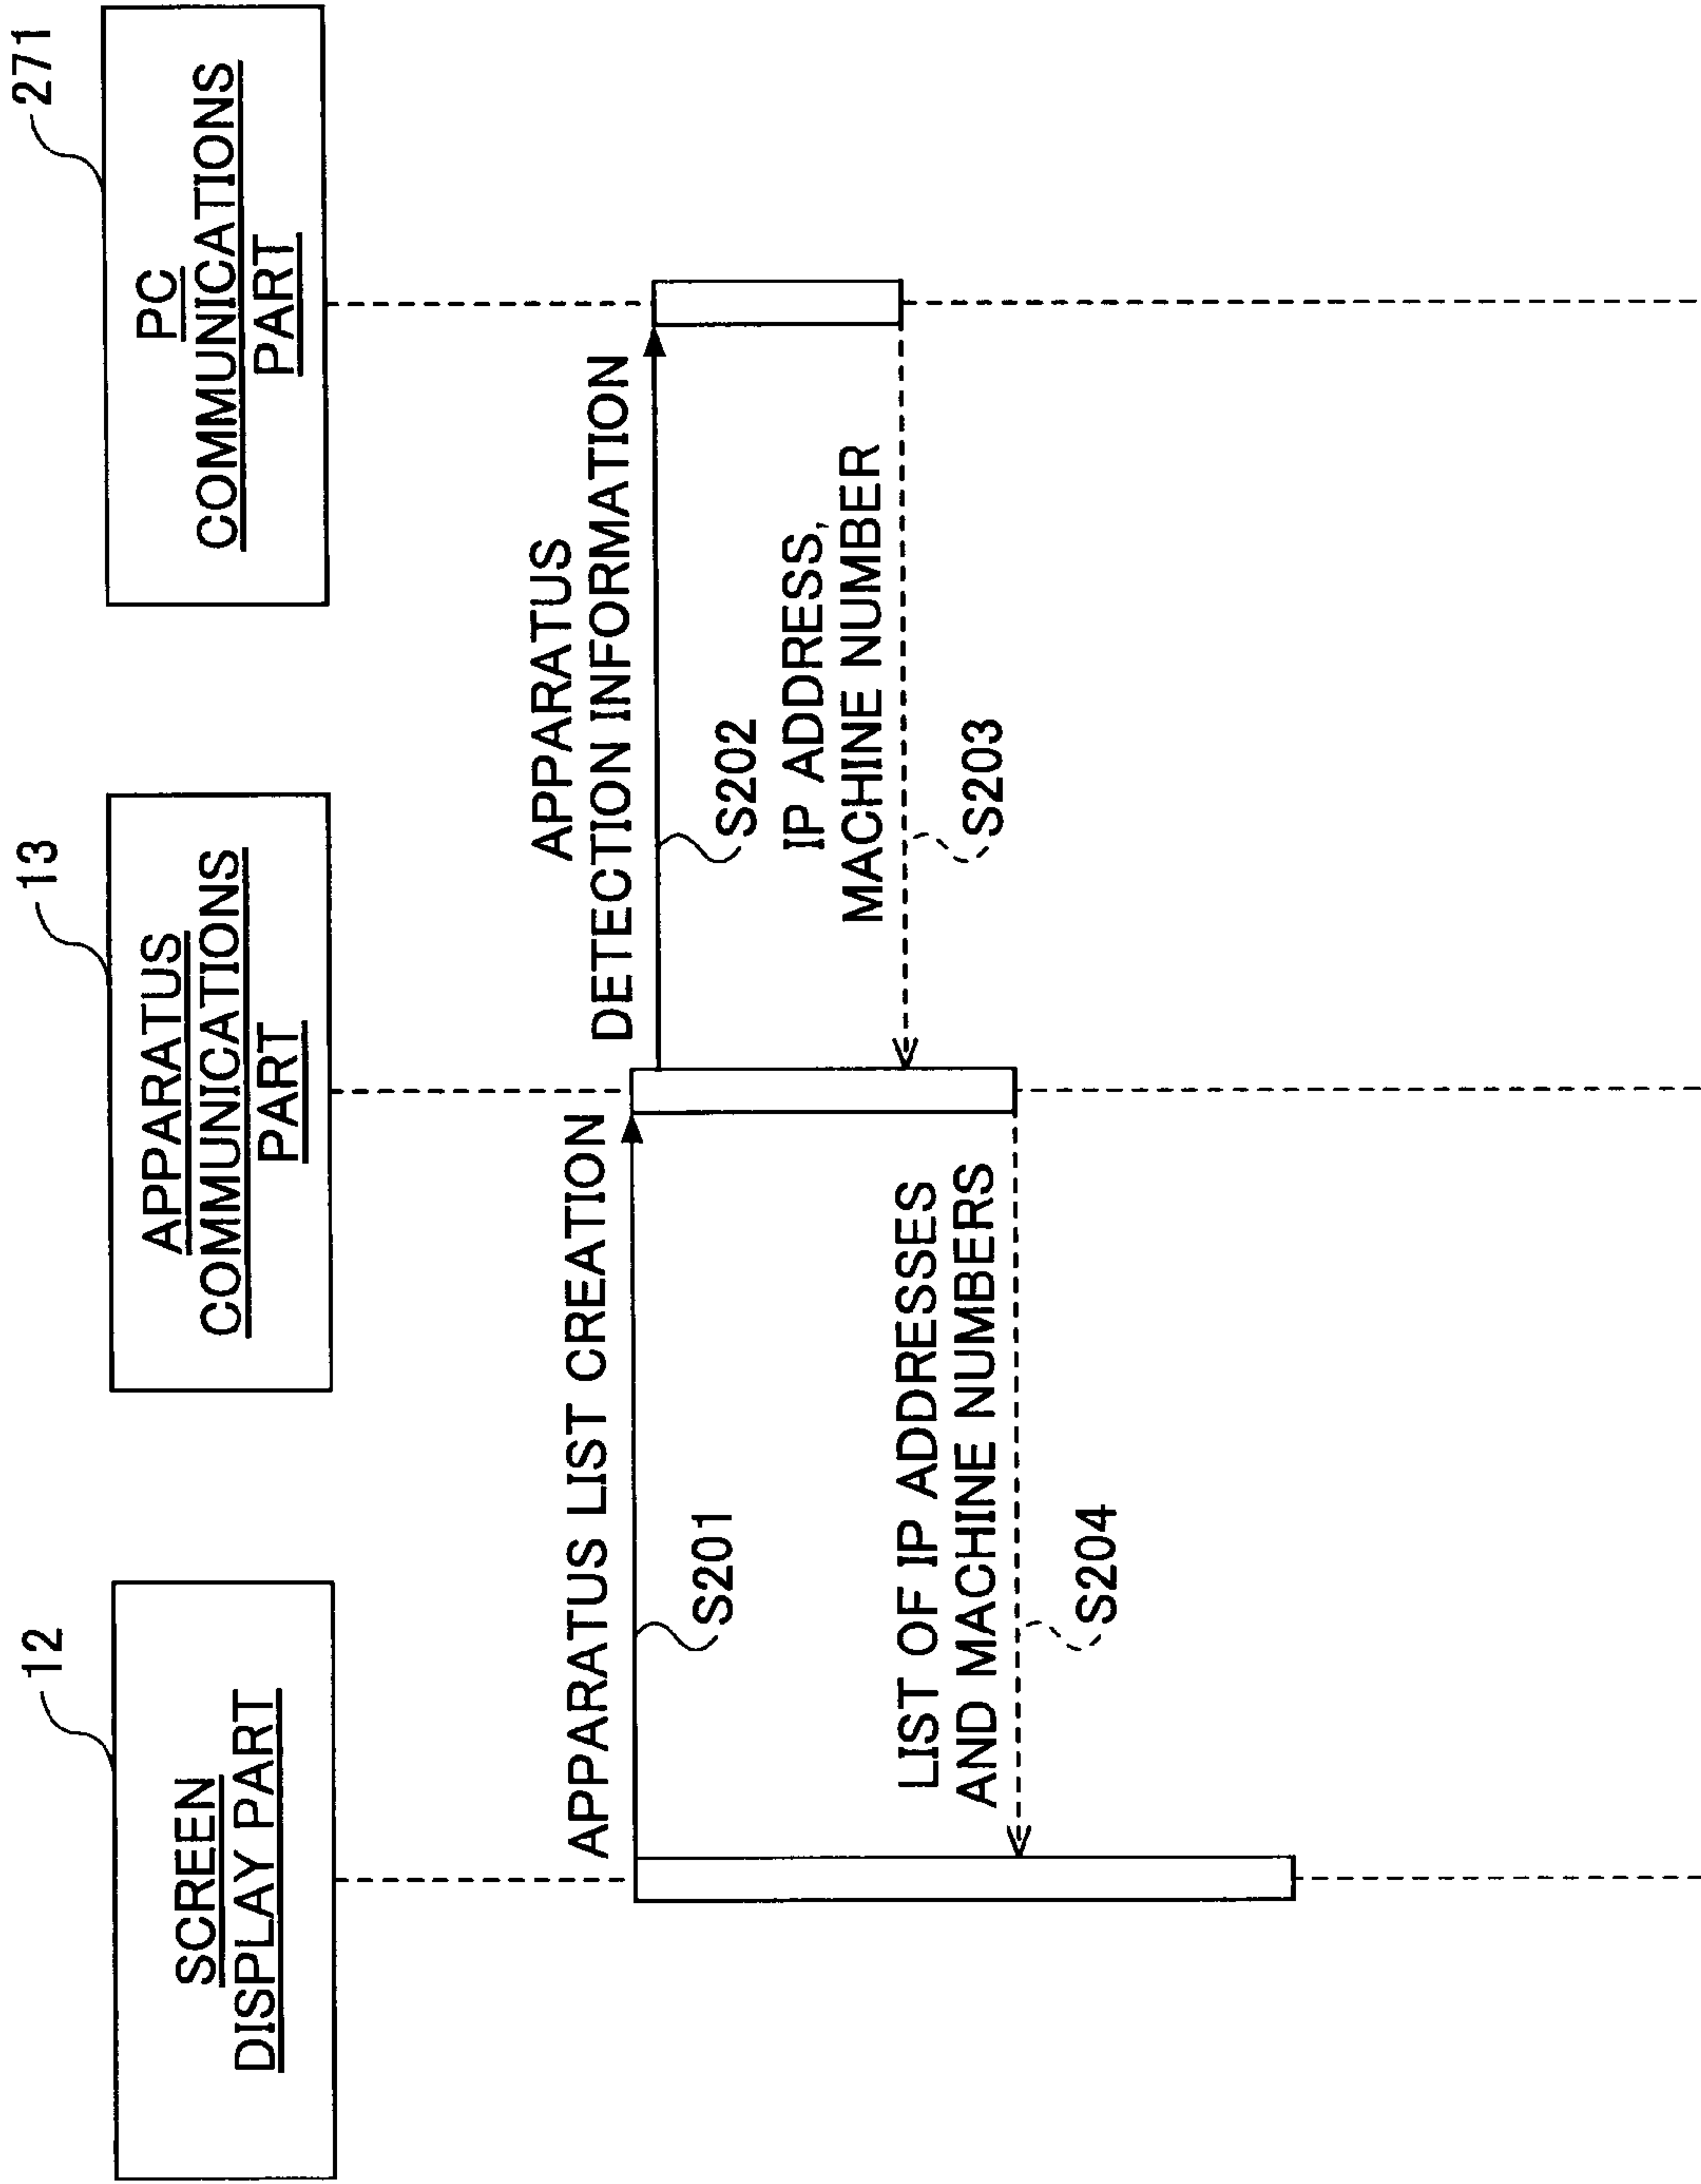 12
SCREEN
DISPLAY PART
13
APPARATUS
COMMUNICATIONS
PART
271
PC
COMMUNICATIONS
PART
APPARATUS LIST CREATION
S201
APPARATUS
DETECTION INFORMATION
S202
IP ADDRESS,
MACHINE NUMBER
S203
LIST OF IP ADDRESSES
AND MACHINE NUMBERS
S204